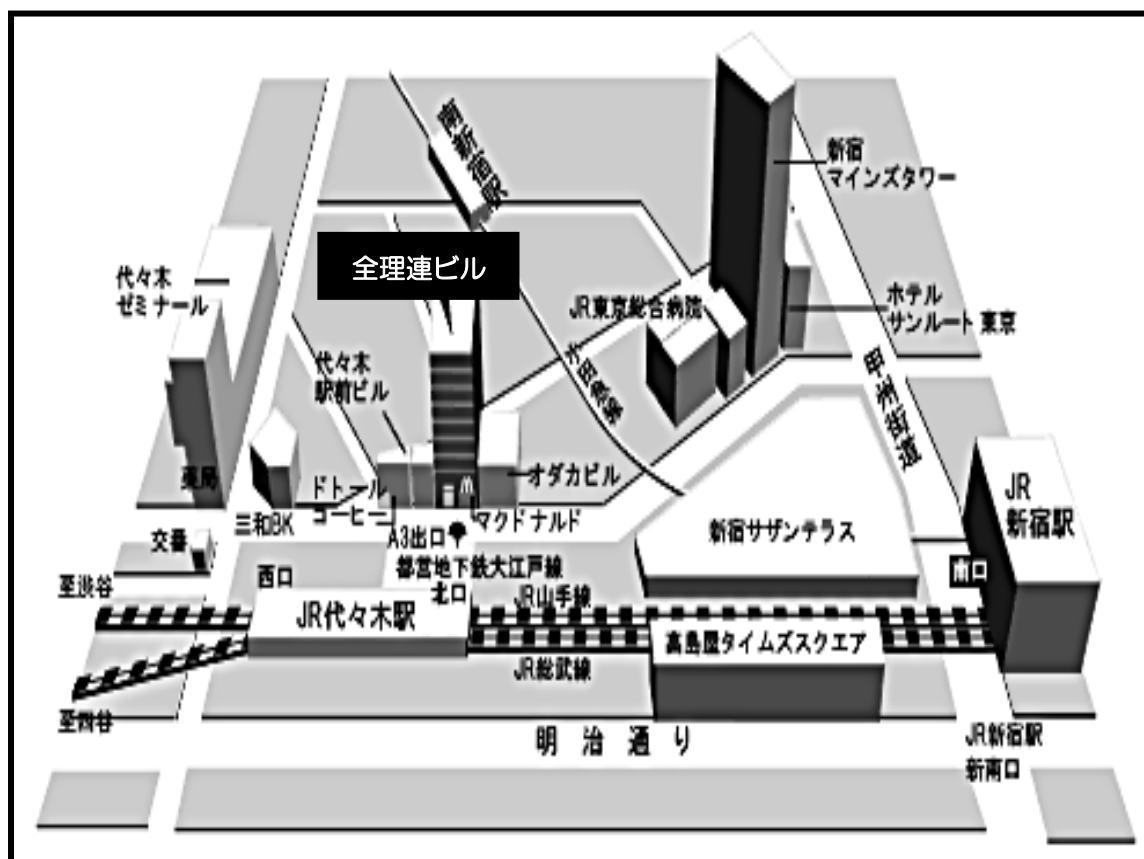 南新宿駅
新宿
マインズタワー
全理連ビル
代々木
ゼミナール
JR東京総合病院
ホテル
サンルート 東京
代々木
駅前ビル
小田急線
甲州街道
薬局
ドトール
コーヒー
オダカビル
マクドナルド
JR
新宿駅
三和BK
交番
A3出口
新宿サザンテラス
都営地下鉄大江戸線
西口
北口
南口
至渋谷
JR代々木駅
JR山手線
高島屋タイムズスクエア
JR総武線
至四谷
明治通り
JR新宿駅
新南口